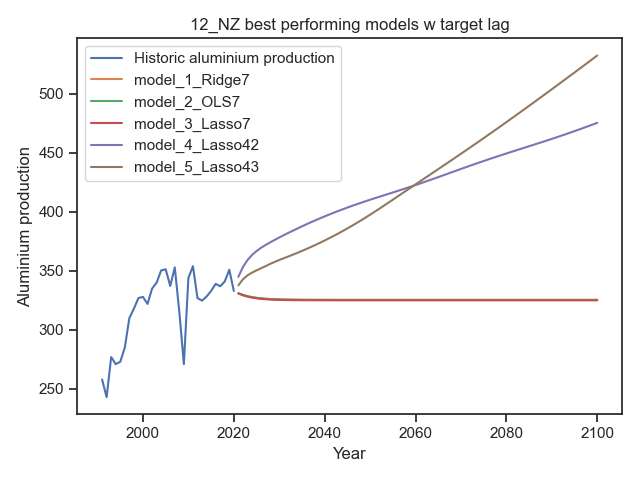 12_NZ best performing models w target lag
Historic aluminium production
model_1_Ridge7
model_2_OLS7
model_3_Lasso7
model_4_Lasso42
model_5_Lasso43
Aluminium production
500
450
400
350
300
250
2000
2020
2040
2060
2080
2100
Year